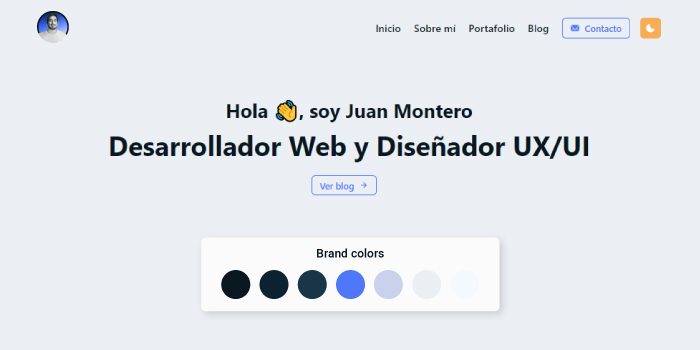 Inicio Sobre mí Portafolio Blog Contacto
Hola 👋, soy Juan Montero
Desarrollador Web y Diseñador UX/UI
Ver blog →
Brand colors